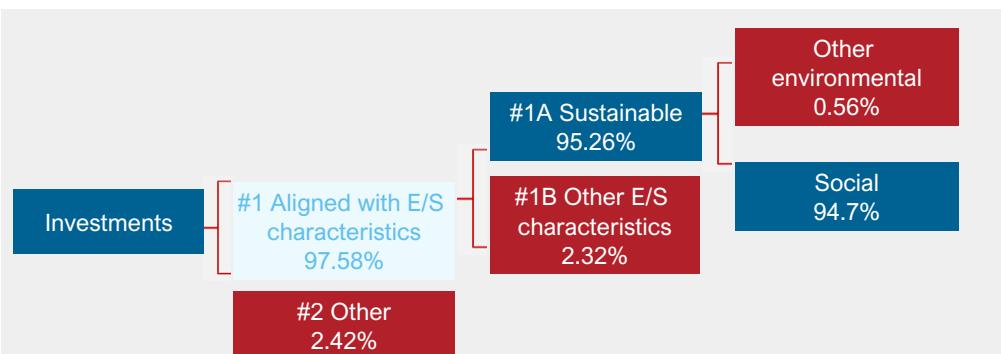 Investments
#1 Aligned with E/S
characteristics
97.58%
#2 Other
2.42%
#1A Sustainable
95.26%
#1B Other E/S
characteristics
2.32%
Other
environmental
0.56%
Social
94.7%